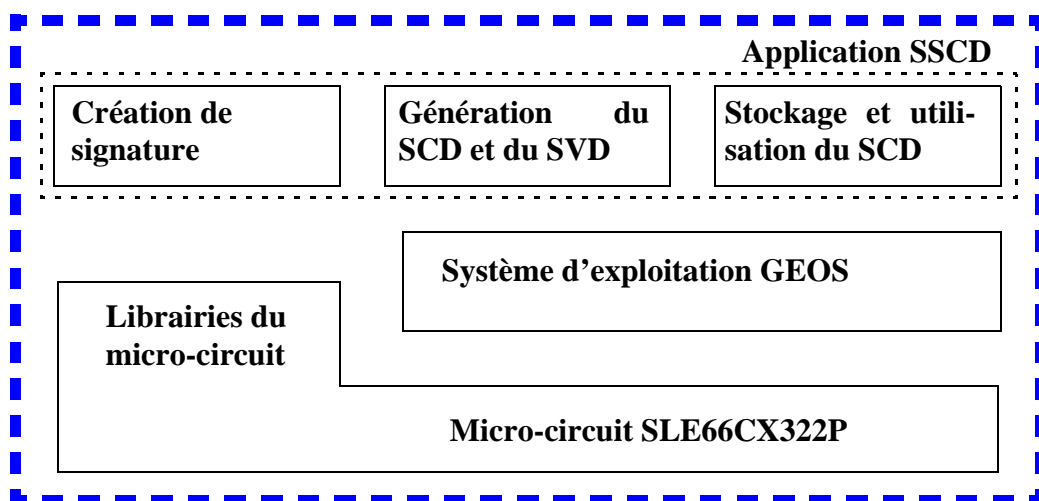 Application SSCD
Création de
signature
Génération du
SCD et du SVD
Stockage et utili-
sation du SCD
Système d’exploitation GEOS
Librairies du
micro-circuit
Micro-circuit SLE66CX322P